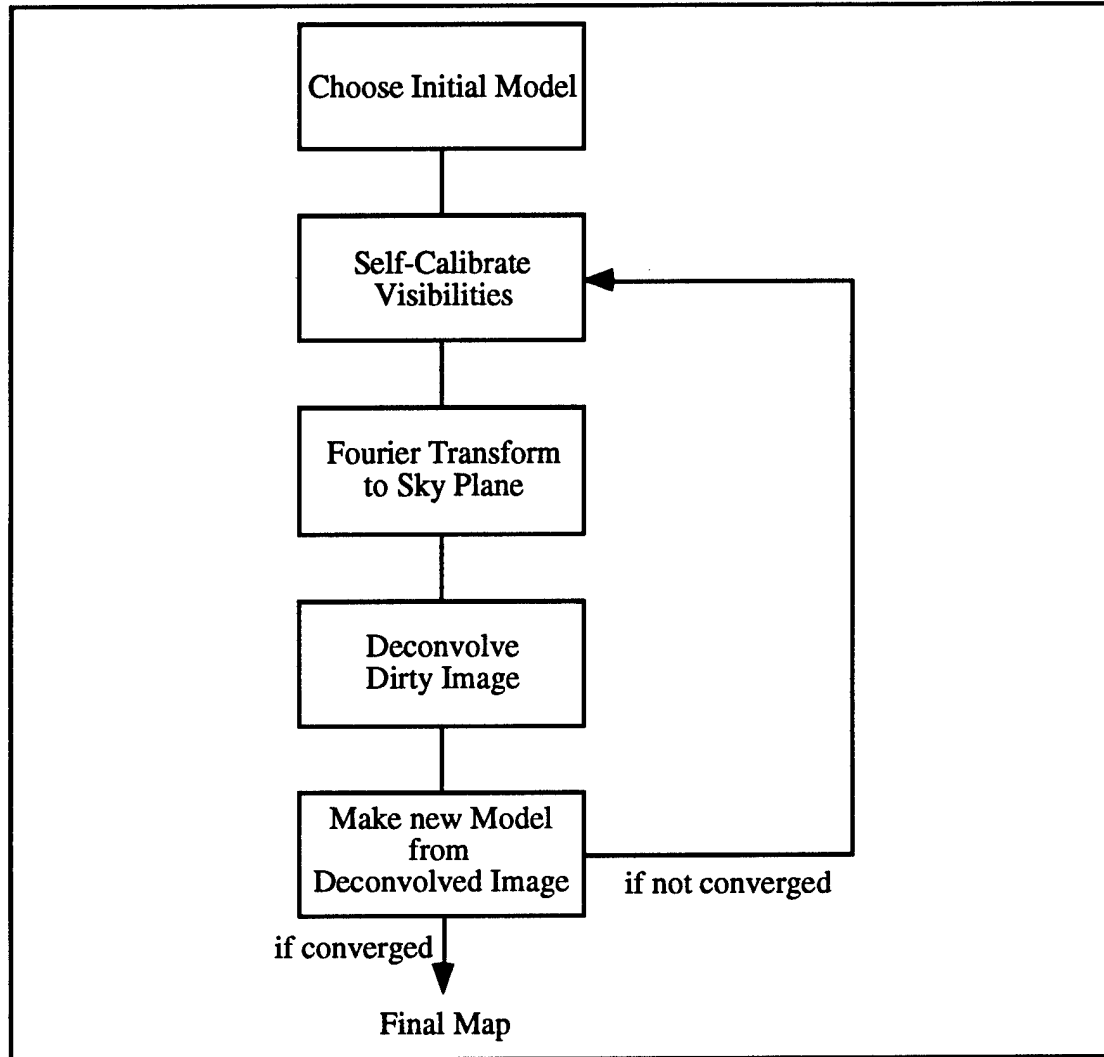 Choose Initial Model
Self-Calibrate
Visibilities
Fourier Transform
to Sky Plane
Deconvolve
Dirty Image
Make new Model
from
Deconvolved Image
if not converged
if converged
Final Map